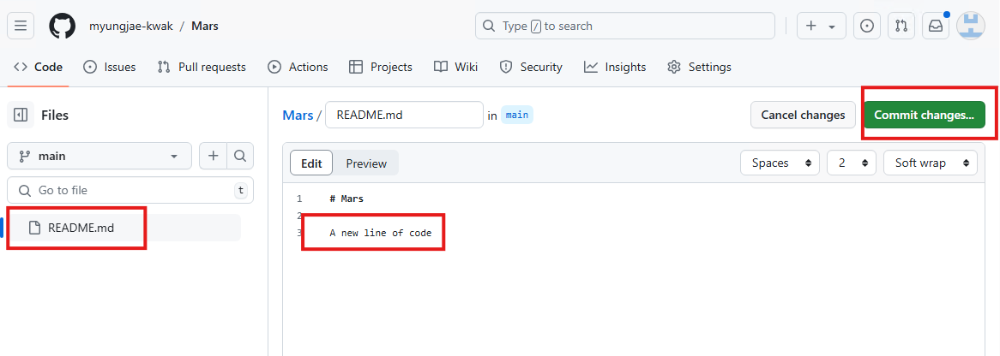 myungjae-kwak / Mars
Type / to search
Code
Issues
Pull requests
Actions
Projects
Wiki
Security
Insights
Settings
Files
Mars / README.md in main
Cancel changes
Commit changes...
main
Edit
Preview
Spaces
2
Soft wrap
Go to file
t
README.md
1 # Mars
2
3 A new line of code